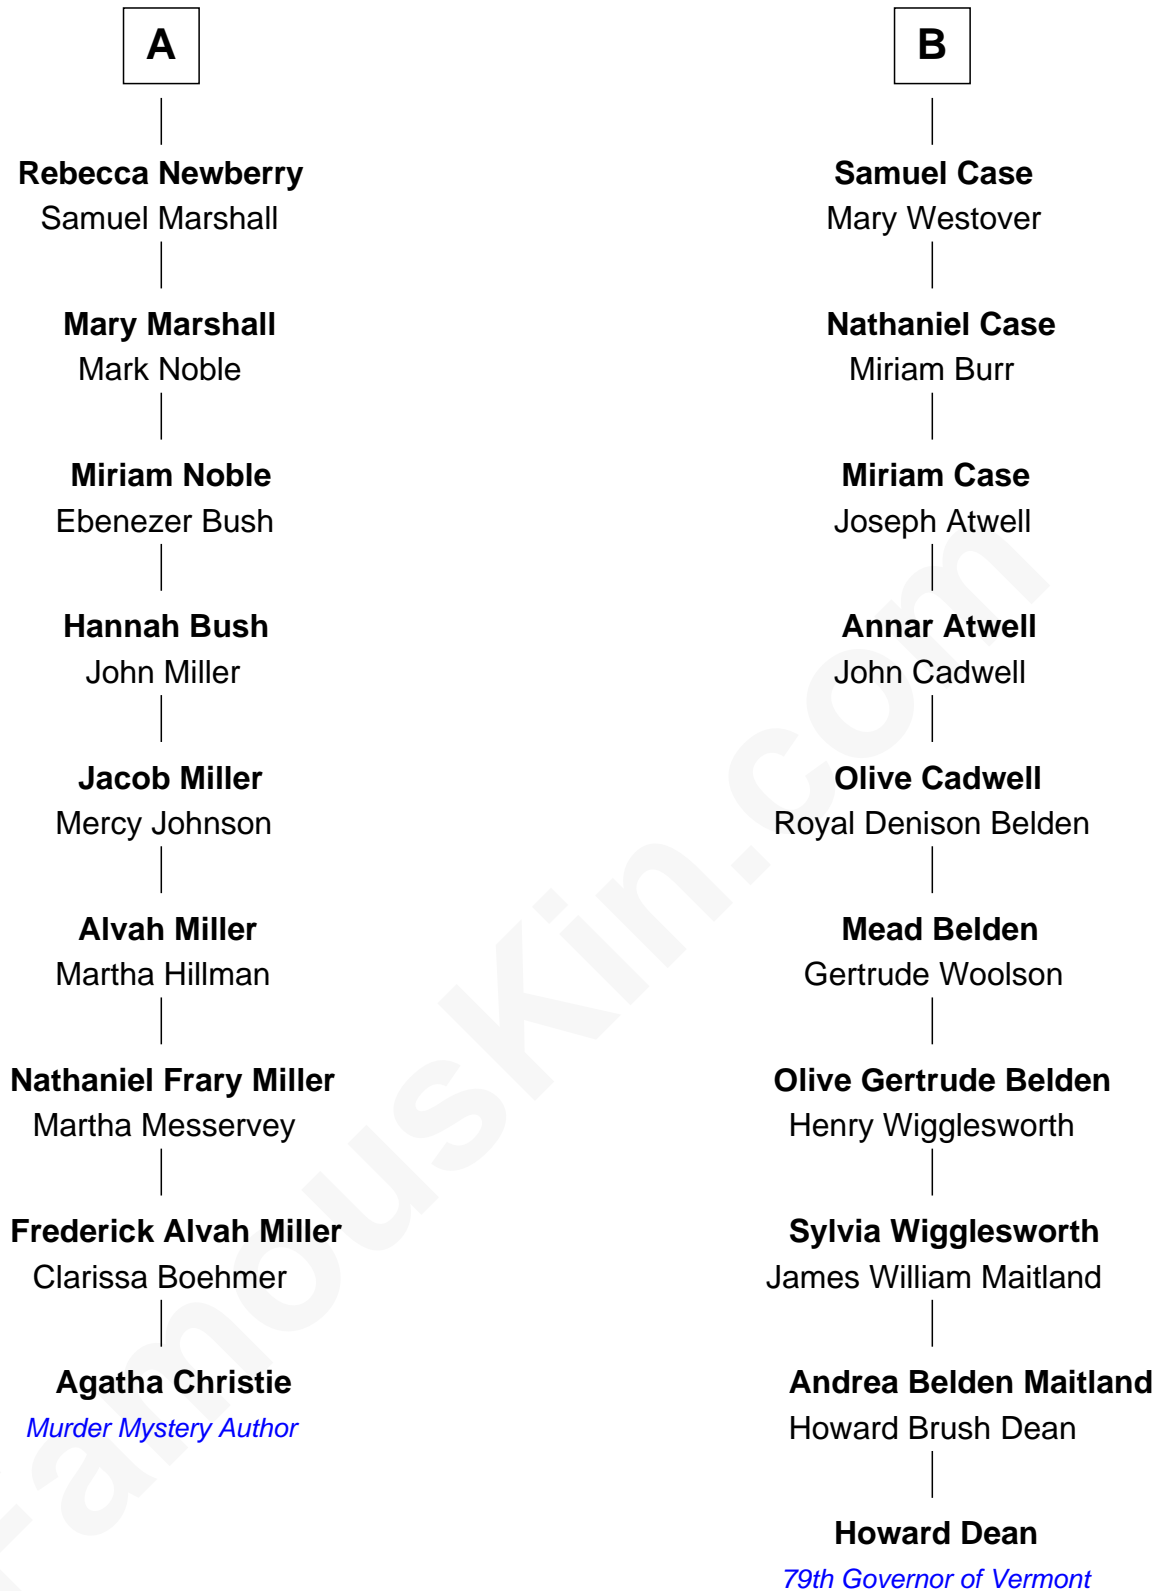 A
Rebecca Newberry
Samuel Marshall
Mary Marshall
Mark Noble
Miriam Noble
Ebenezer Bush
Hannah Bush
John Miller
Jacob Miller
Mercy Johnson
Alvah Miller
Martha Hillman
Nathaniel Frary Miller
Martha Messervey
Frederick Alvah Miller
Clarissa Boehmer
Agatha Christie
Murder Mystery Author
B
Samuel Case
Mary Westover
Nathaniel Case
Miriam Burr
Miriam Case
Joseph Atwell
Annar Atwell
John Cadwell
Olive Cadwell
Royal Denison Belden
Mead Belden
Gertrude Woolson
Olive Gertrude Belden
Henry Wigglesworth
Sylvia Wigglesworth
James William Maitland
Andrea Belden Maitland
Howard Brush Dean
Howard Dean
79th Governor of Vermont
FamousKin.com